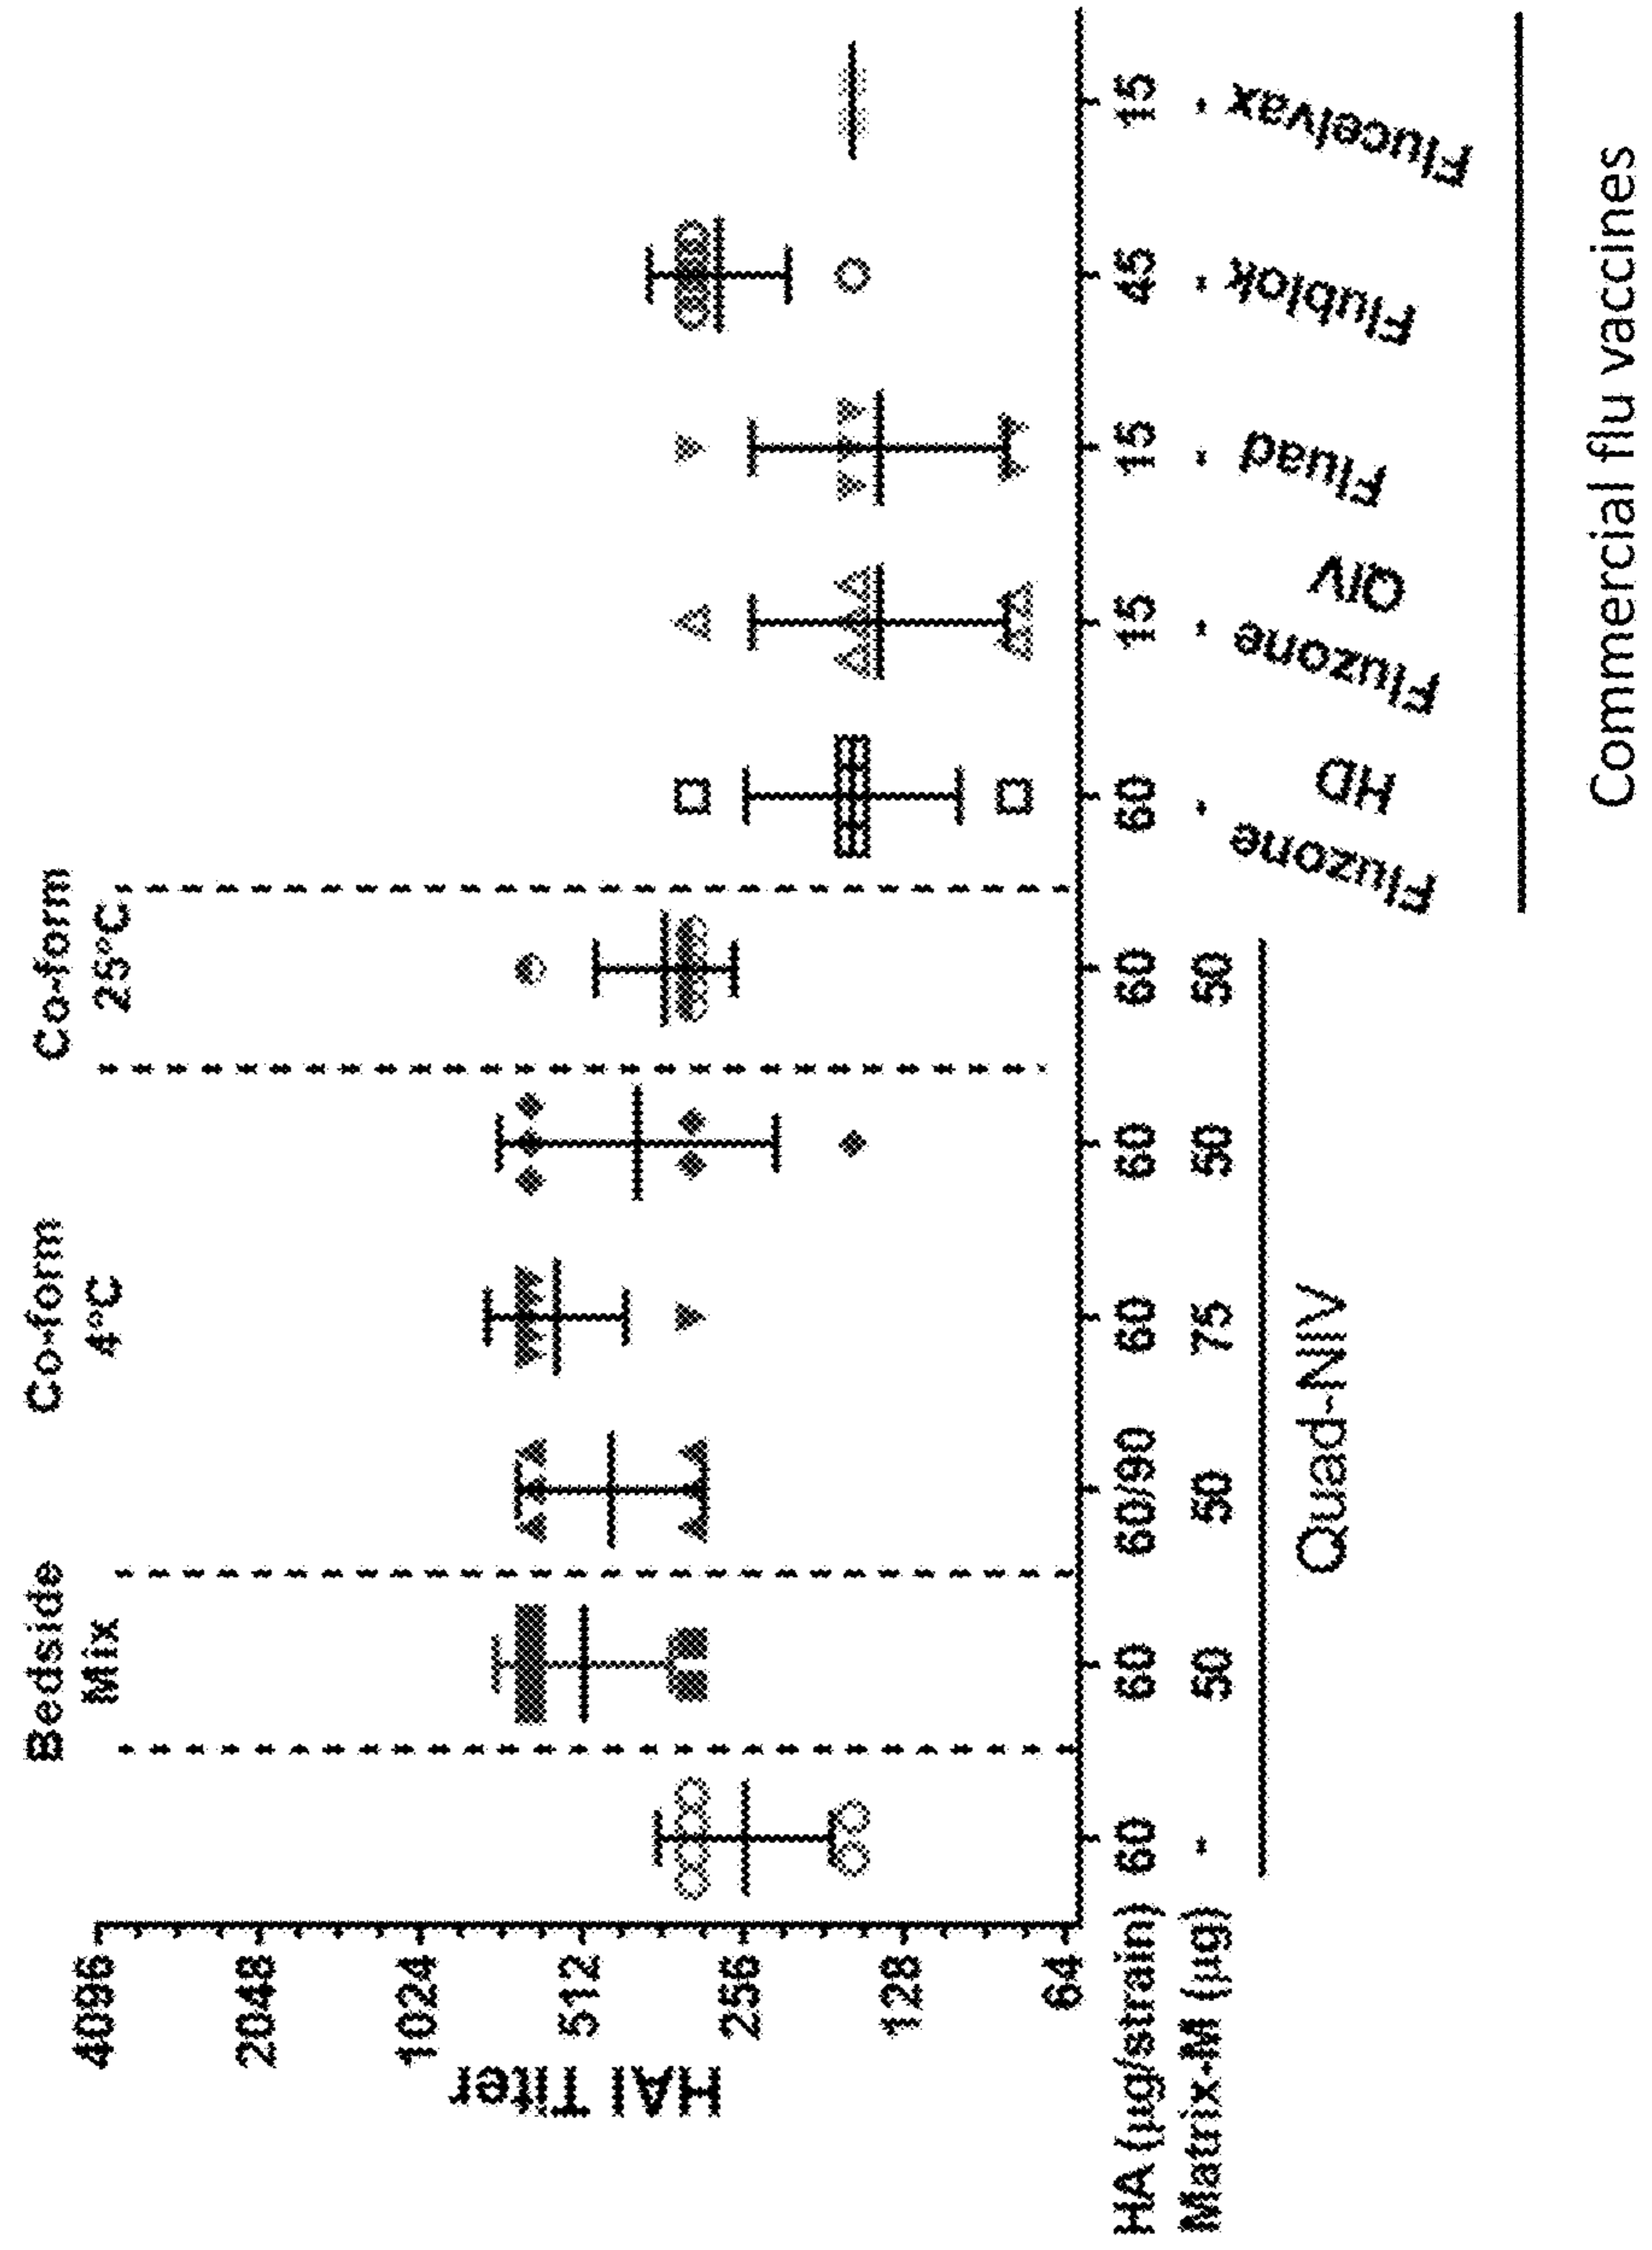 Bedside
Mix
Co-form
4°C
Co-form
25°C
HAI Titer
4096
2048
1024
512
256
128
64
HA (µg/strain) 60 60 60/90 60 60 60 60 15 15 45 15
Matrix-M (µg) - 50 50 75 50 50 - - - - -
Fluzone
HD
Fluzone
QIV
Fluad
Flublok
Flucelvax
Quad-NIV
Commercial flu vaccines